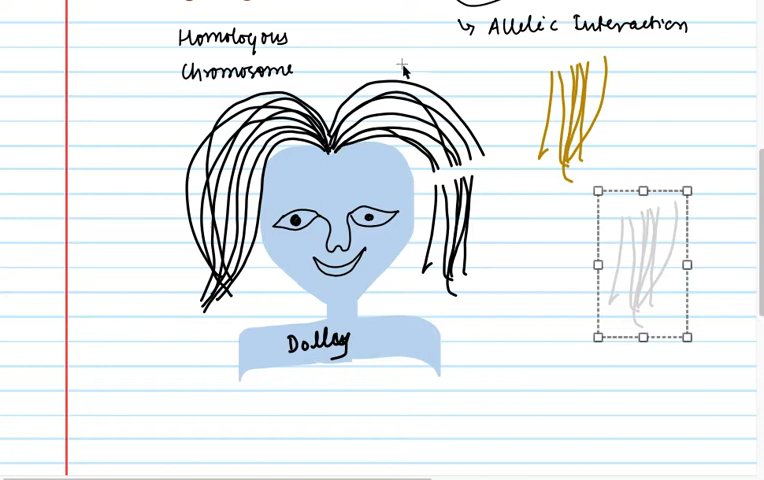 Homologous
↳ Allelic Interaction
Chromosome
Dolly